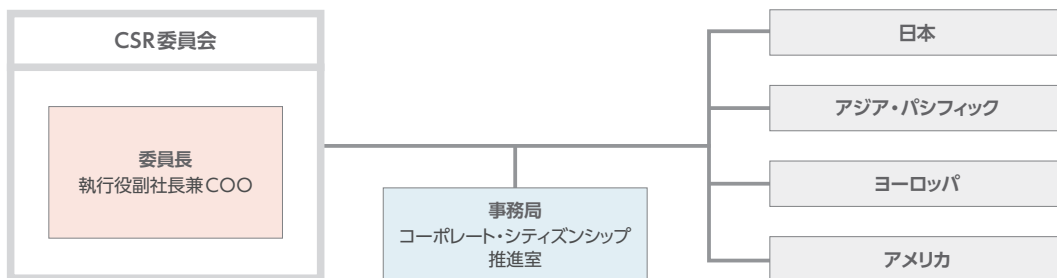 CSR委員会
委員長
執行役副社長兼COO
事務局
コーポレート・シティズンシップ
推進室
日本
アジア・パシフィック
ヨーロッパ
アメリカ